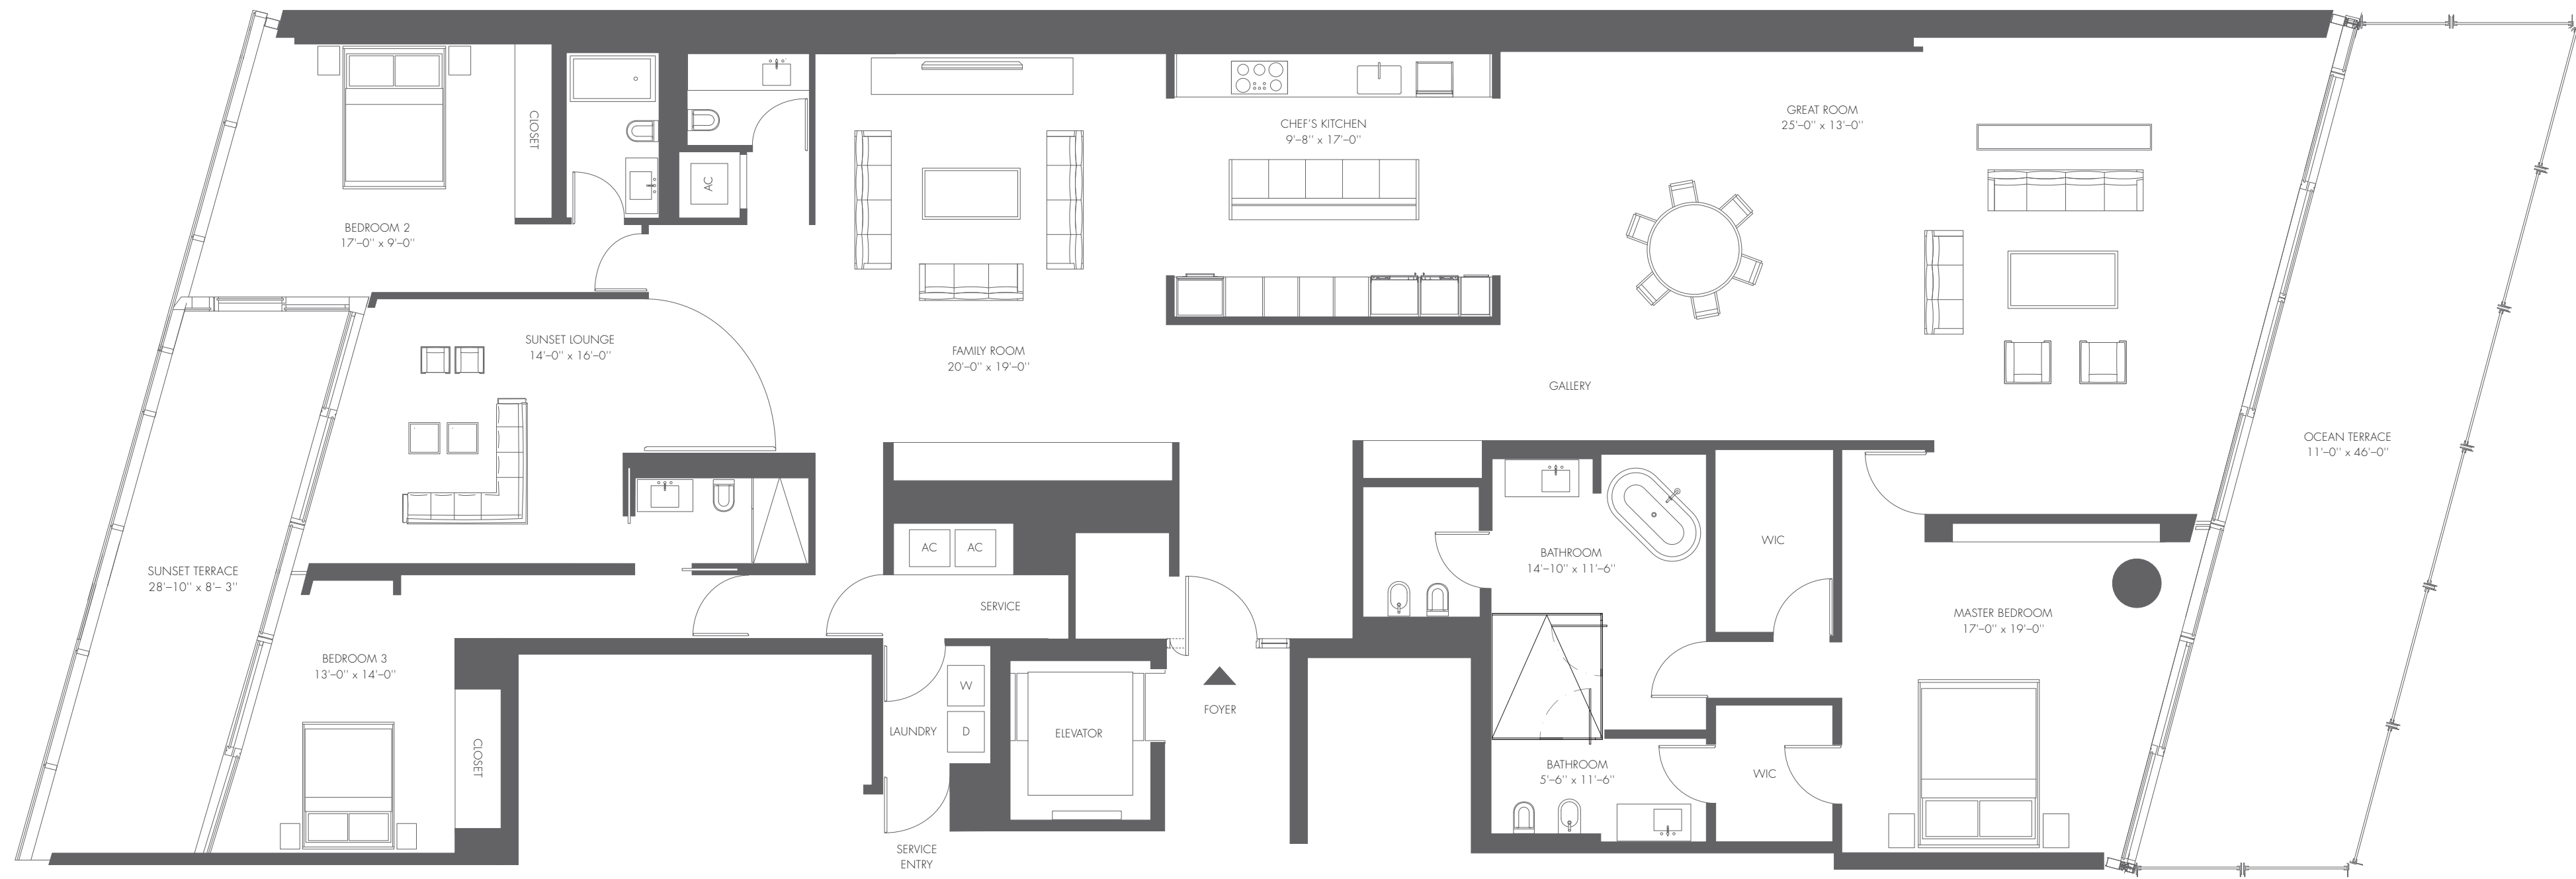 CLOSET
AC
BEDROOM 2
17'–0'' x 9'–0''
SUNSET LOUNGE
14'–0'' x 16'–0''
FAMILY ROOM
20'–0'' x 19'–0''
CHEF'S KITCHEN
9'–8'' x 17'–0''
GREAT ROOM
25'–0'' x 13'–0''
GALLERY
OCEAN TERRACE
11'–0'' x 46'–0''
SUNSET TERRACE
28'–10'' x 8'– 3''
AC
AC
SERVICE
BATHROOM
14'–10'' x 11'–6''
WIC
MASTER BEDROOM
17'–0'' x 19'–0''
BEDROOM 3
13'–0'' x 14'–0''
CLOSET
LAUNDRY
W
D
ELEVATOR
FOYER
BATHROOM
5'–6'' x 11'–6''
WIC
SERVICE
ENTRY